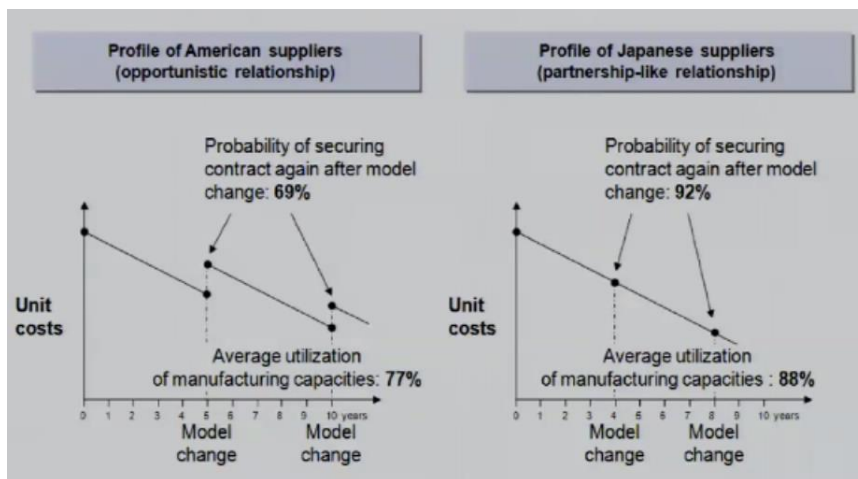 Profile of American suppliers
(opportunistic relationship)
Probability of securing
contract again after model
change: 69%
Unit
costs
Average utilization
of manufacturing capacities: 77%
0 1 2 3 4 5 6 7 8 9 10 years
Model
change
Model
change
Profile of Japanese suppliers
(partnership-like relationship)
Probability of securing
contract again after model
change: 92%
Unit
costs
Average utilization
of manufacturing capacities : 88%
0 1 2 3 4 5 6 7 8 9 10 years
Model
change
Model
change